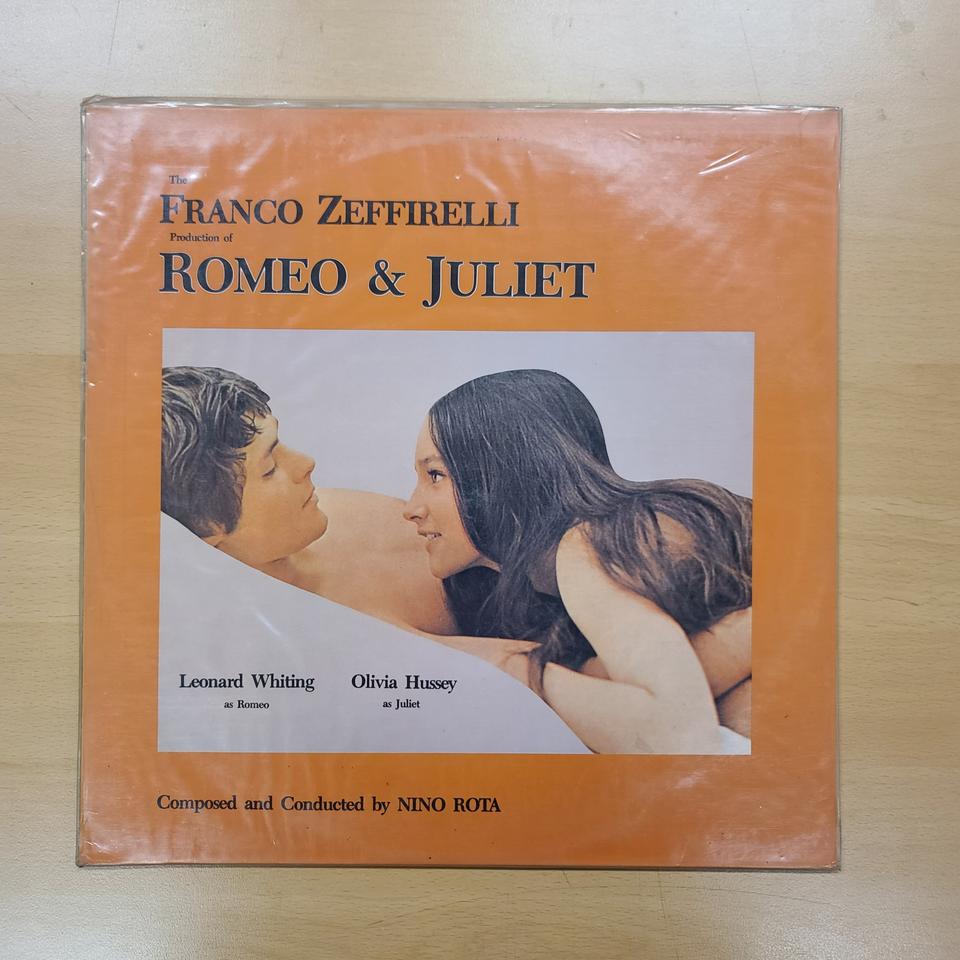 The
FRANCO ZEFFIRELLI
Production of
ROMEO & JULIET
Leonard Whiting
as Romeo
Olivia Hussey
as Juliet
Composed and Conducted by NINO ROTA